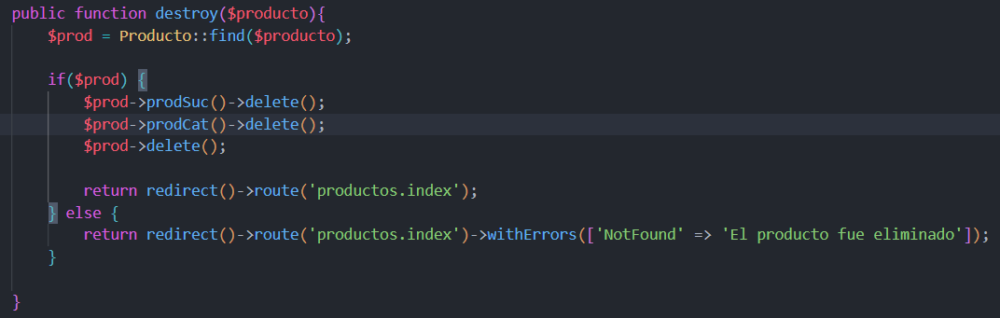 public function destroy($producto){
    $prod = Producto::find($producto);
    if($prod) {
        $prod->prodSuc()->delete();
        $prod->prodCat()->delete();
        $prod->delete();
        return redirect()->route('productos.index');
    } else {
        return redirect()->route('productos.index')->withErrors(['NotFound' => 'El producto fue eliminado']);
    }
}